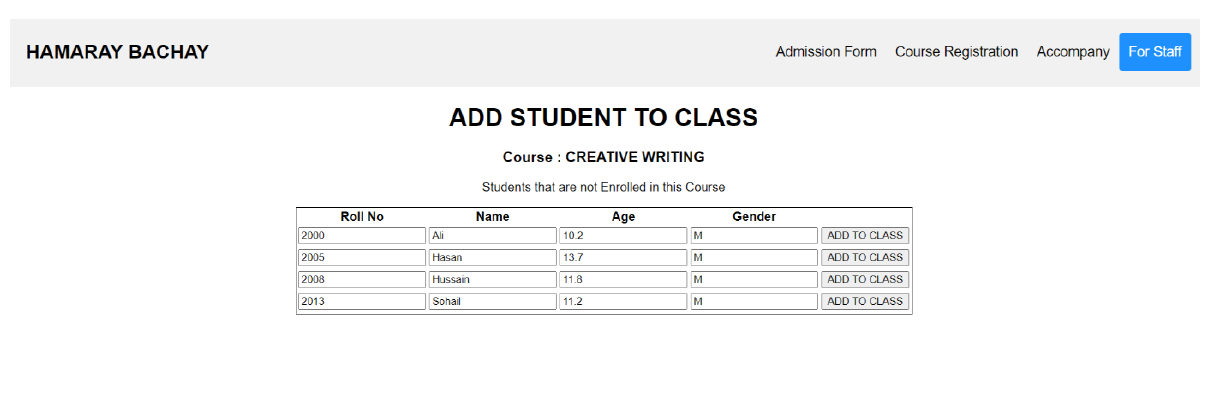 HAMARAY BACHAY Admission Form Course Registration Accompany For Staff
ADD STUDENT TO CLASS
Course : CREATIVE WRITING
Students that are not Enrolled in this Course
Roll No Name Age Gender
2000 Ali 10.2 M ADD TO CLASS
2005 Hasan 13.7 M ADD TO CLASS
2008 Hussain 11.8 M ADD TO CLASS
2013 Sohail 11.2 M ADD TO CLASS